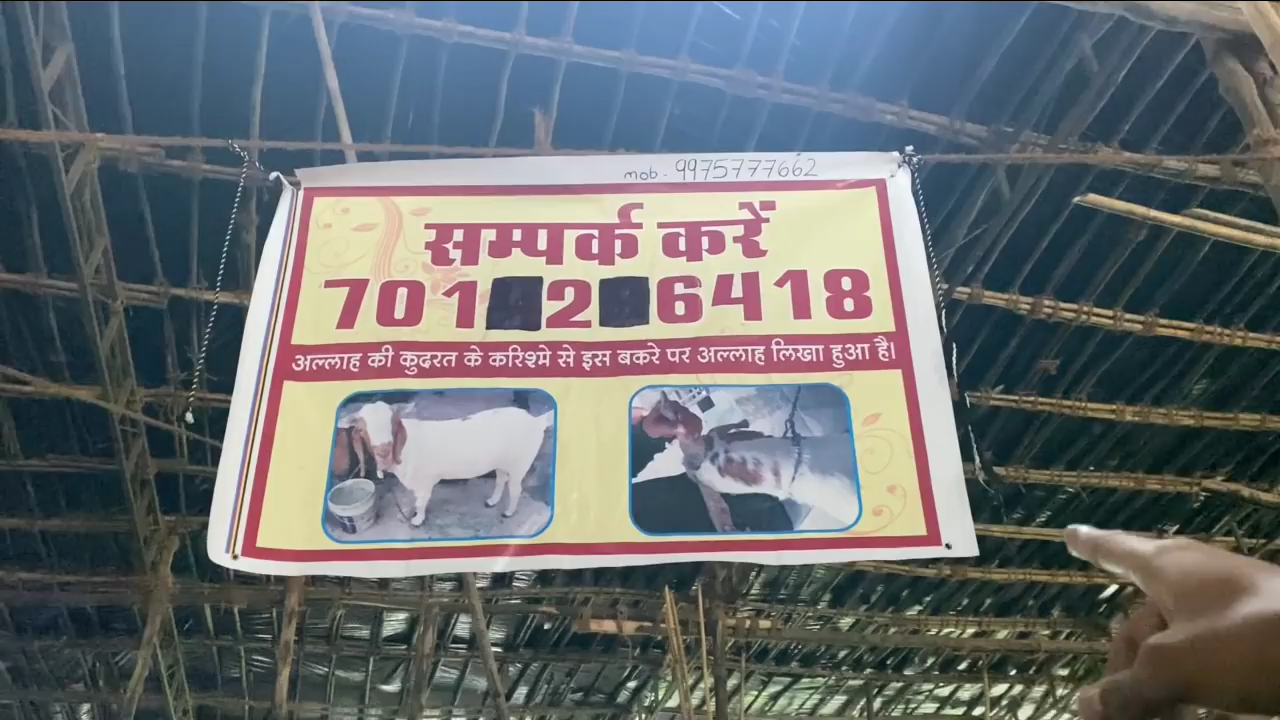 mob. 9975777662
सम्पर्क करें
701 2 6418
अल्लाह की कुदरत के करिश्मे से इस बकरे पर अल्लाह लिखा हुआ है।